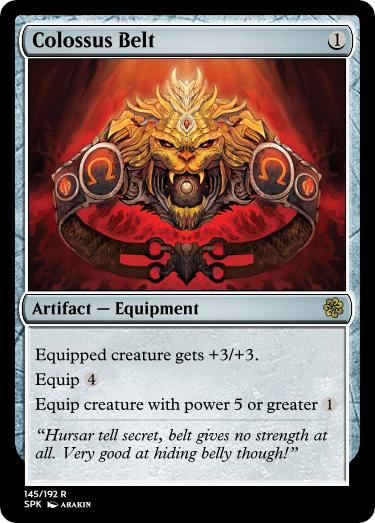 Colossus Belt 1
Artifact — Equipment
Equipped creature gets +3/+3.
Equip 4
Equip creature with power 5 or greater 1
“Hursar tell secret, belt gives no strength at
all. Very good at hiding belly though!”
145/192 R
SPK ARAKIN